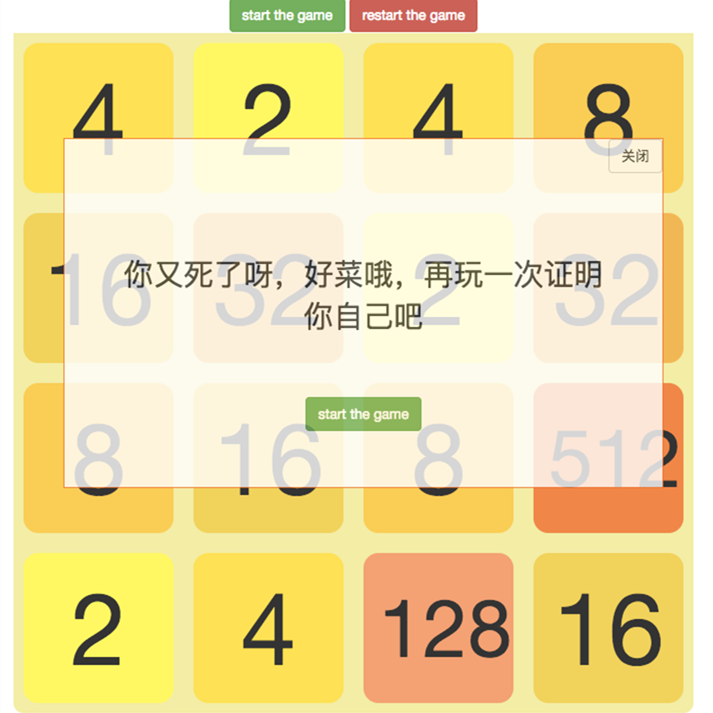 start the game restart the game
4 2 4 8
关闭
16 32 2 32
你又死了呀，好菜哦，再玩一次证明
你自己吧
start the game
8 16 8 512
2 4 128 16